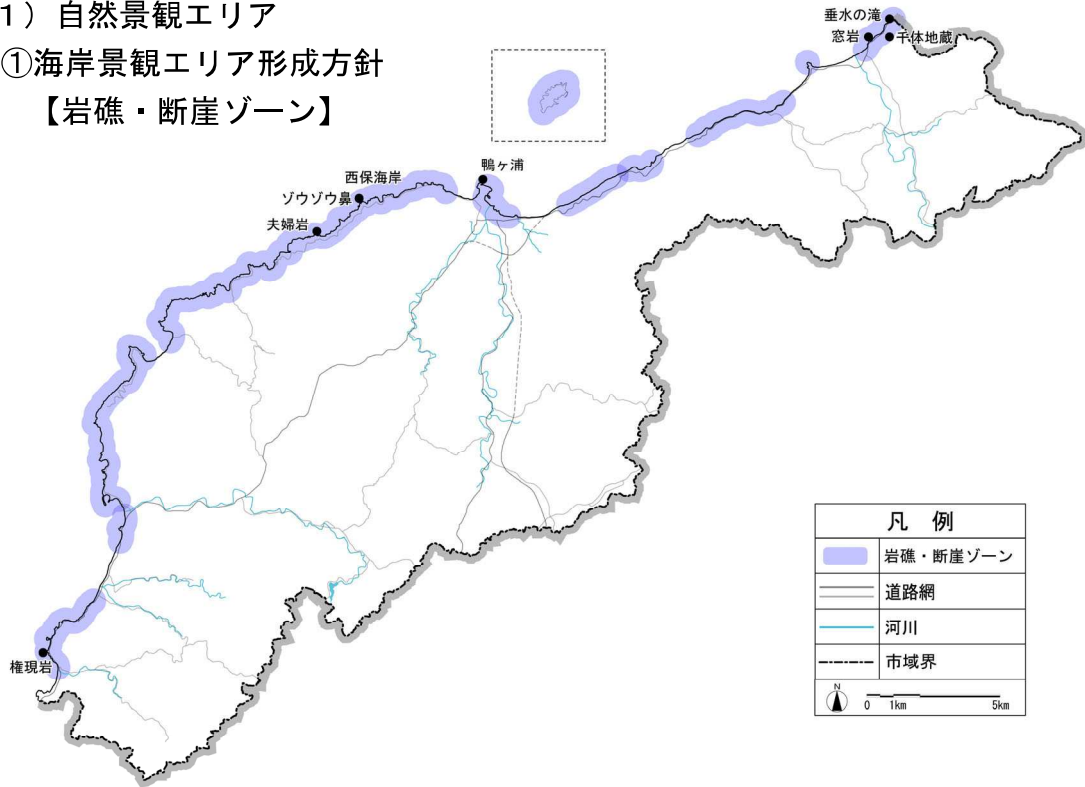 1）自然景観エリア
①海岸景観エリア形成方針
【岩礁・断崖ゾーン】
垂水の滝
窓岩
千体地蔵
鴨ヶ浦
西保海岸
ゾウゾウ鼻
夫婦岩
権現岩
凡 例
岩礁・断崖ゾーン
道路網
河川
市域界
N
0 1km 5km